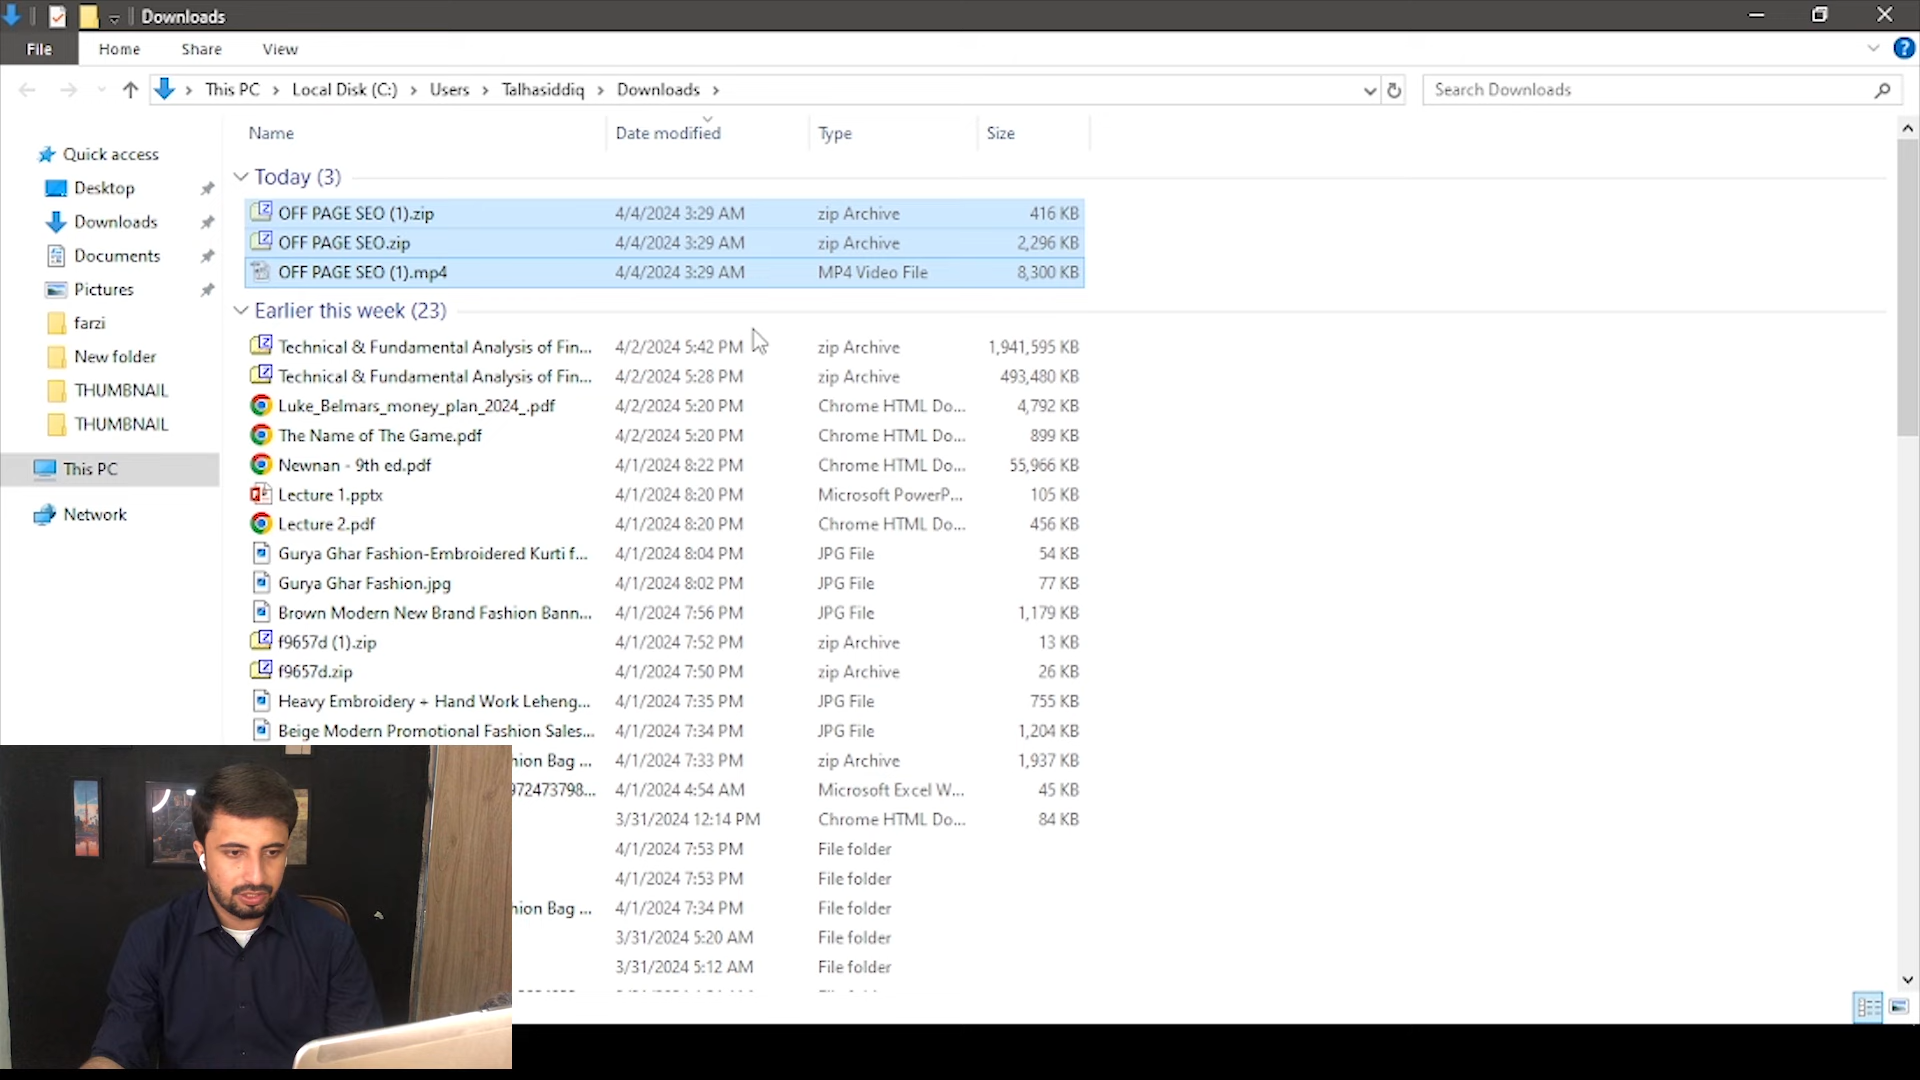 Downloads
File Home Share View
This PC > Local Disk (C:) > Users > Talhasiddiq > Downloads >
Search Downloads
Name Date modified Type Size
Quick access
Desktop
Downloads
Documents
Pictures
farzi
New folder
THUMBNAIL
THUMBNAIL
This PC
Network
Today (3)
OFF PAGE SEO (1).zip 4/4/2024 3:29 AM zip Archive 416 KB
OFF PAGE SEO.zip 4/4/2024 3:29 AM zip Archive 2,296 KB
OFF PAGE SEO (1).mp4 4/4/2024 3:29 AM MP4 Video File 8,300 KB
Earlier this week (23)
Technical & Fundamental Analysis of Fin... 4/2/2024 5:42 PM zip Archive 1,941,595 KB
Technical & Fundamental Analysis of Fin... 4/2/2024 5:28 PM zip Archive 493,480 KB
Luke_Belmars_money_plan_2024_.pdf 4/2/2024 5:20 PM Chrome HTML Do... 4,792 KB
The Name of The Game.pdf 4/2/2024 5:20 PM Chrome HTML Do... 899 KB
Newnan - 9th ed.pdf 4/1/2024 8:22 PM Chrome HTML Do... 55,966 KB
Lecture 1.pptx 4/1/2024 8:20 PM Microsoft PowerP... 105 KB
Lecture 2.pdf 4/1/2024 8:20 PM Chrome HTML Do... 456 KB
Gurya Ghar Fashion-Embroidered Kurti f... 4/1/2024 8:04 PM JPG File 54 KB
Gurya Ghar Fashion.jpg 4/1/2024 8:02 PM JPG File 77 KB
Brown Modern New Brand Fashion Bann... 4/1/2024 7:56 PM JPG File 1,179 KB
f9657d (1).zip 4/1/2024 7:52 PM zip Archive 13 KB
f9657d.zip 4/1/2024 7:50 PM zip Archive 26 KB
Heavy Embroidery + Hand Work Leheng... 4/1/2024 7:35 PM JPG File 755 KB
Beige Modern Promotional Fashion Sales... 4/1/2024 7:34 PM JPG File 1,204 KB
hion Bag ... 4/1/2024 7:33 PM zip Archive 1,937 KB
972473798... 4/1/2024 4:54 AM Microsoft Excel W... 45 KB
3/31/2024 12:14 PM Chrome HTML Do... 84 KB
4/1/2024 7:53 PM File folder
4/1/2024 7:53 PM File folder
hion Bag ... 4/1/2024 7:34 PM File folder
3/31/2024 5:20 AM File folder
3/31/2024 5:12 AM File folder